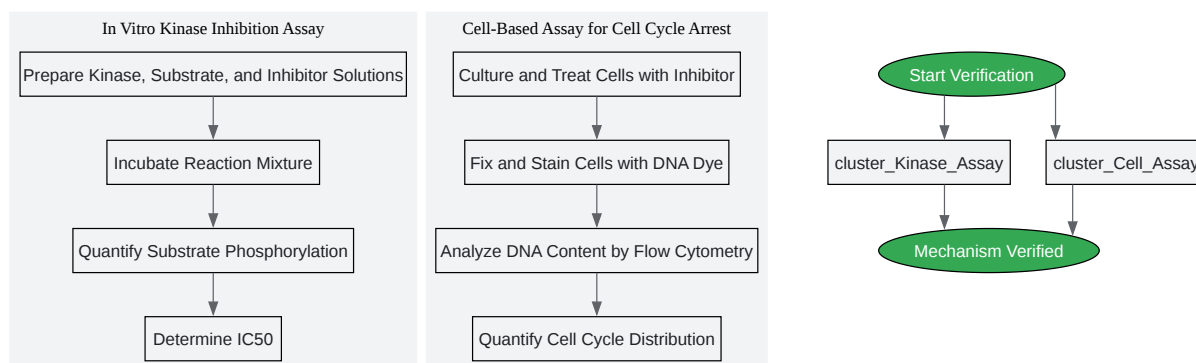 In Vitro Kinase Inhibition Assay
Prepare Kinase, Substrate, and Inhibitor Solutions
Incubate Reaction Mixture
Quantify Substrate Phosphorylation
Determine IC50
Cell-Based Assay for Cell Cycle Arrest
Culture and Treat Cells with Inhibitor
Fix and Stain Cells with DNA Dye
Analyze DNA Content by Flow Cytometry
Quantify Cell Cycle Distribution
Start Verification
cluster_Kinase_Assay
cluster_Cell_Assay
Mechanism Verified